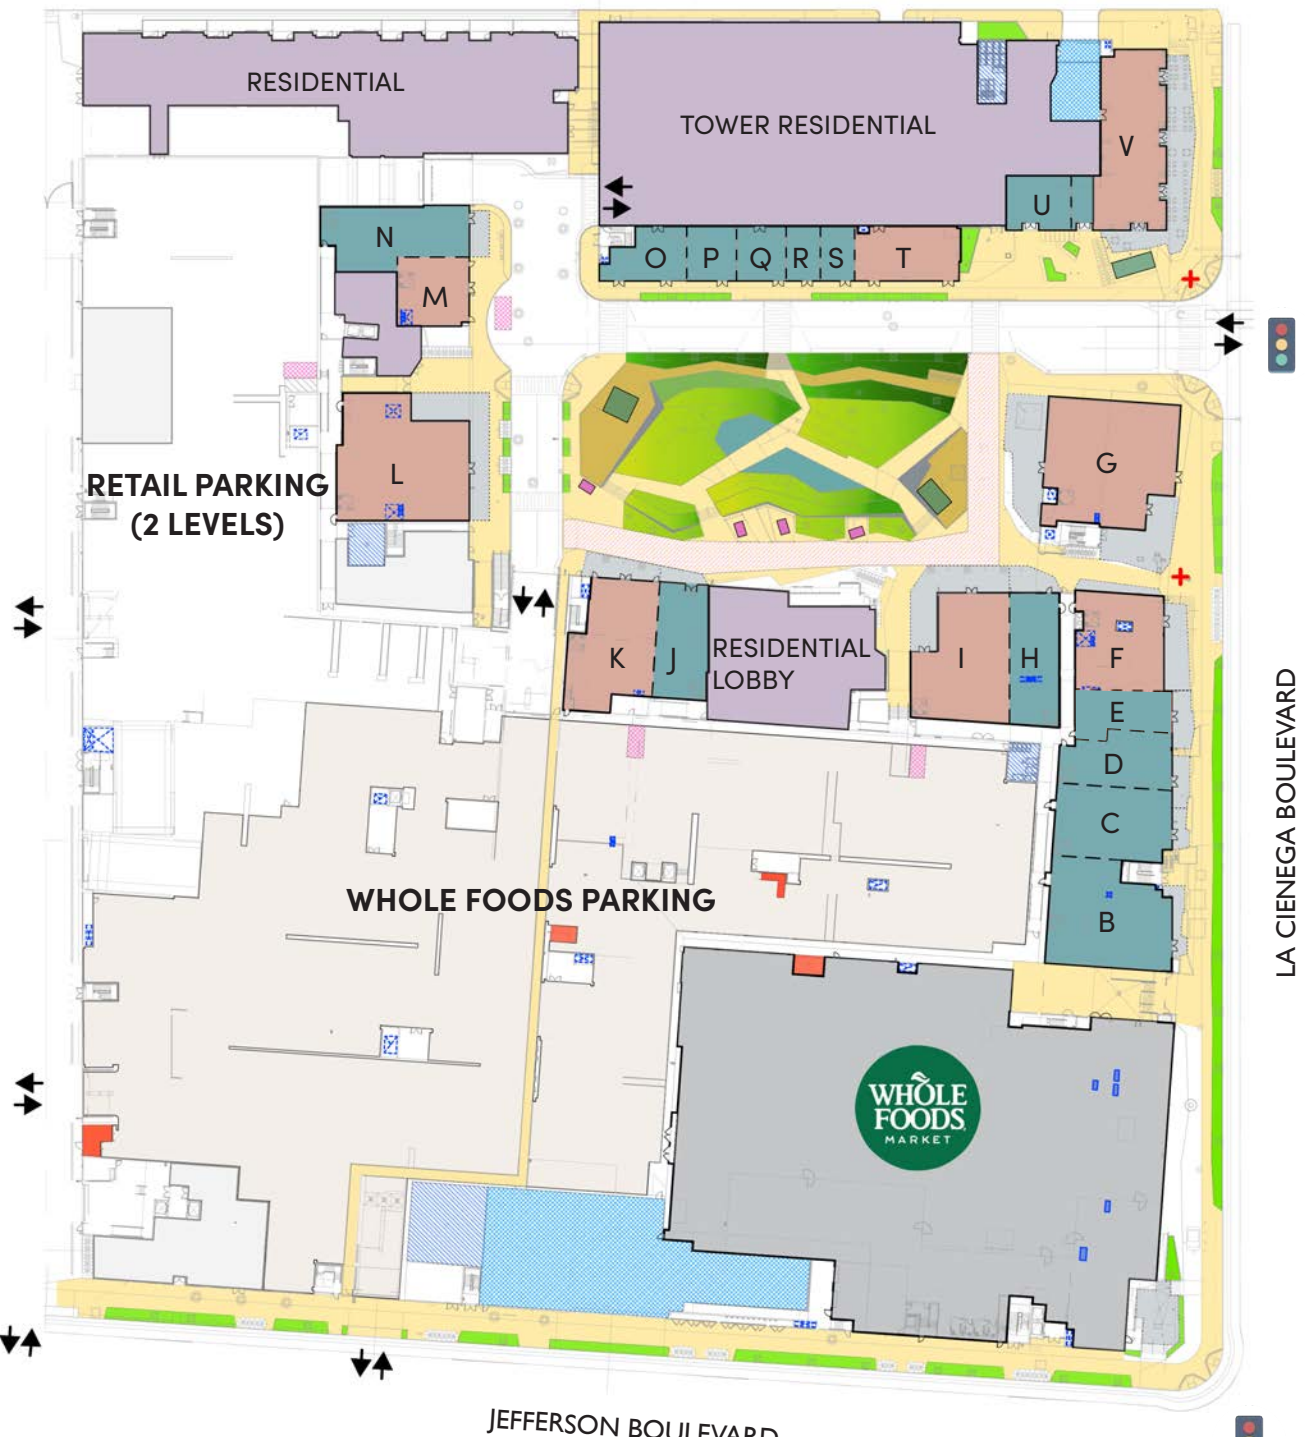 RESIDENTIAL
TOWER RESIDENTIAL
V
U
N
O P Q R S T
M
G
L
RETAIL PARKING
(2 LEVELS)
K J RESIDENTIAL
LOBBY
I H F
E
D
C
B
WHOLE FOODS PARKING
LA CIENEGA BOULEVARD
WHOLE
FOODS
MARKET
JEFFERSON BOULEVARD